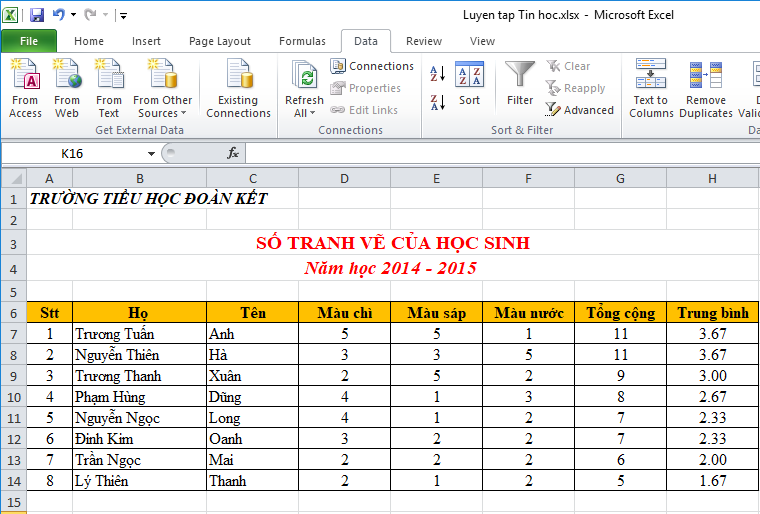 Luyen tap Tin hoc.xlsx - Microsoft Excel
File Home Insert Page Layout Formulas Data Review View
From Access From Web From Text From Other Sources Existing Connections Refresh All Connections Properties Edit Links Sort Filter Clear Reapply Advanced Text to Columns Remove Duplicates D Valid
Get External Data Connections Sort & Filter Da
K16 fx
A B C D E F G H
1 TRƯỜNG TIỂU HỌC ĐOÀN KẾT
2
3 SỐ TRANH VẼ CỦA HỌC SINH
4 Năm học 2014 - 2015
5
6 Stt Họ Tên Màu chì Màu sáp Màu nước Tổng cộng Trung bình
7 1 Trương Tuấn Anh 5 5 1 11 3.67
8 2 Nguyễn Thiên Hà 3 3 5 11 3.67
9 3 Trương Thanh Xuân 2 5 2 9 3.00
10 4 Phạm Hùng Dũng 4 1 3 8 2.67
11 5 Nguyễn Ngọc Long 4 1 2 7 2.33
12 6 Đinh Kim Oanh 3 2 2 7 2.33
13 7 Trần Ngọc Mai 2 2 2 6 2.00
14 8 Lý Thiên Thanh 2 1 2 5 1.67
15